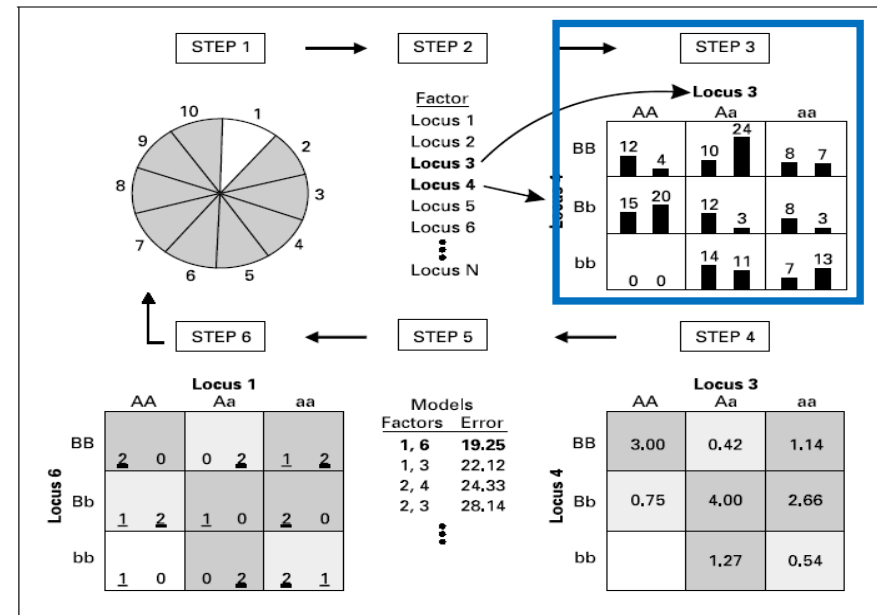 STEP 1
STEP 2
STEP 3
10
1
9
2
8
3
7
4
6
5
Factor
Locus 1
Locus 2
Locus 3
Locus 4
Locus 5
Locus 6
Locus N
Locus 3
AA Aa aa
BB 12 4 10 24 8 7
Bb 15 20 12 3 8 3
bb 0 0 14 11 7 13
STEP 6
STEP 5
STEP 4
Locus 1
AA Aa aa
Locus 6
BB 2 0 0 2 1 2
Bb 1 2 1 0 2 0
bb 1 0 0 2 2 1
Models
Factors Error
1, 6 19.25
1, 3 22.12
2, 4 24.33
2, 3 28.14
Locus 3
AA Aa aa
Locus 4
BB 3.00 0.42 1.14
Bb 0.75 4.00 2.66
bb 1.27 0.54